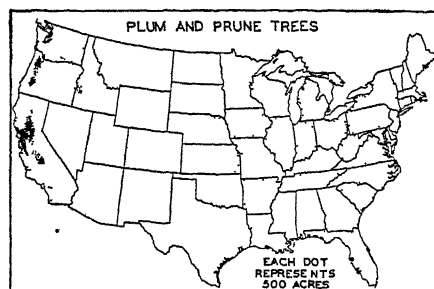 PLUM AND PRUNE TREES
EACH DOT
REPRESENTS
500 ACRES